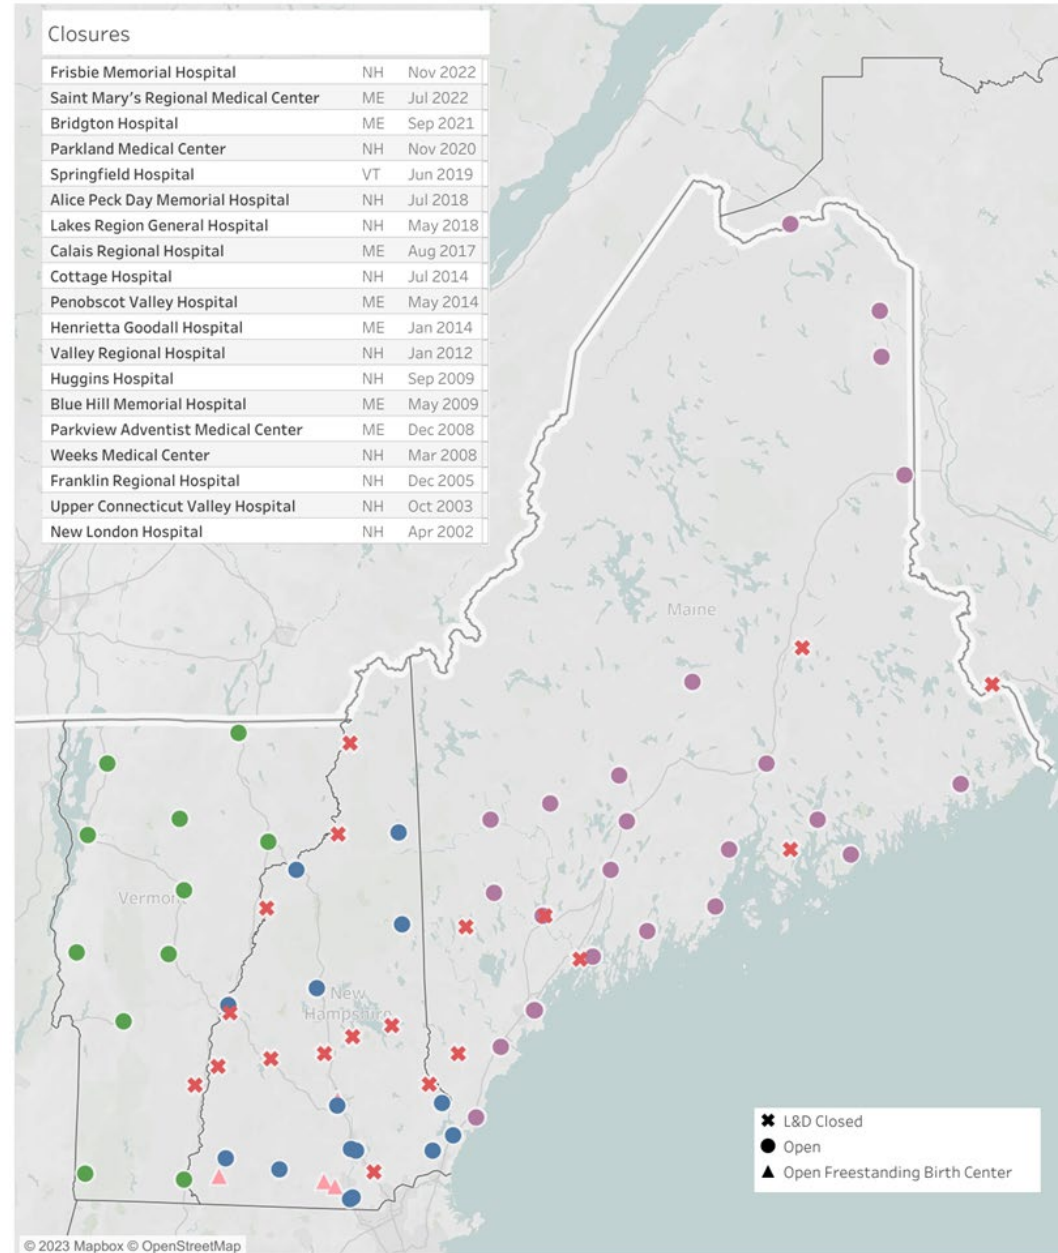 Closures
Frisbie Memorial Hospital NH Nov 2022
Saint Mary's Regional Medical Center ME Jul 2022
Bridgton Hospital ME Sep 2021
Parkland Medical Center NH Nov 2020
Springfield Hospital VT Jun 2019
Alice Peck Day Memorial Hospital NH Jul 2018
Lakes Region General Hospital NH May 2018
Calais Regional Hospital ME Aug 2017
Cottage Hospital NH Jul 2014
Penobscot Valley Hospital ME May 2014
Henrietta Goodall Hospital ME Jan 2014
Valley Regional Hospital NH Jan 2012
Huggins Hospital NH Sep 2009
Blue Hill Memorial Hospital ME May 2009
Parkview Adventist Medical Center ME Dec 2008
Weeks Medical Center NH Mar 2008
Franklin Regional Hospital NH Dec 2005
Upper Connecticut Valley Hospital NH Oct 2003
New London Hospital NH Apr 2002
Maine
Vermont
New
Hampshire
L&D Closed
Open
Open Freestanding Birth Center
© 2023 Mapbox © OpenStreetMap